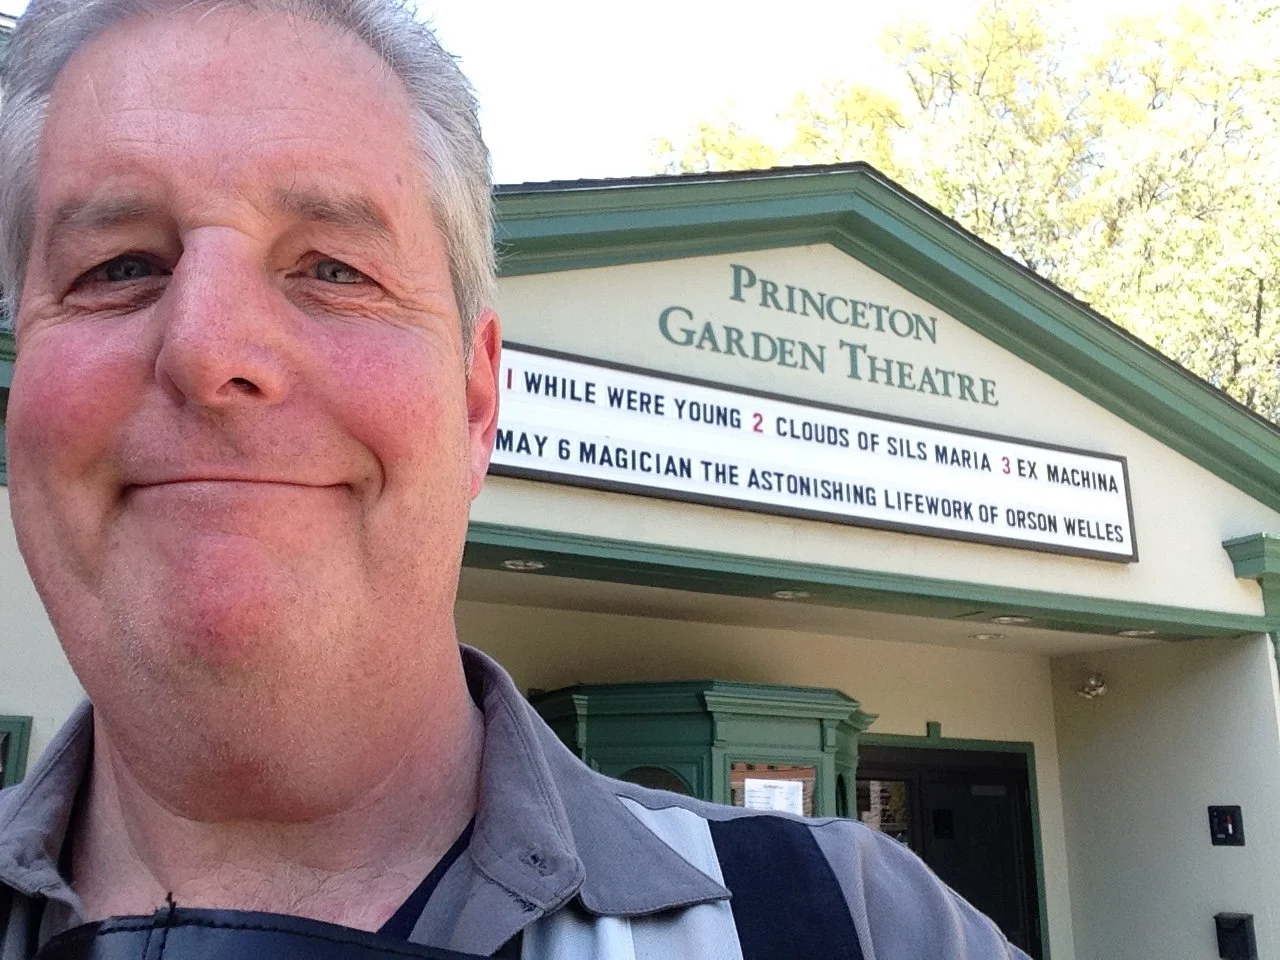 PRINCETON
GARDEN THEATRE
1 WHILE WERE YOUNG 2 CLOUDS OF SILS MARIA 3 EX MACHINA
MAY 6 MAGICIAN THE ASTONISHING LIFEWORK OF ORSON WELLES